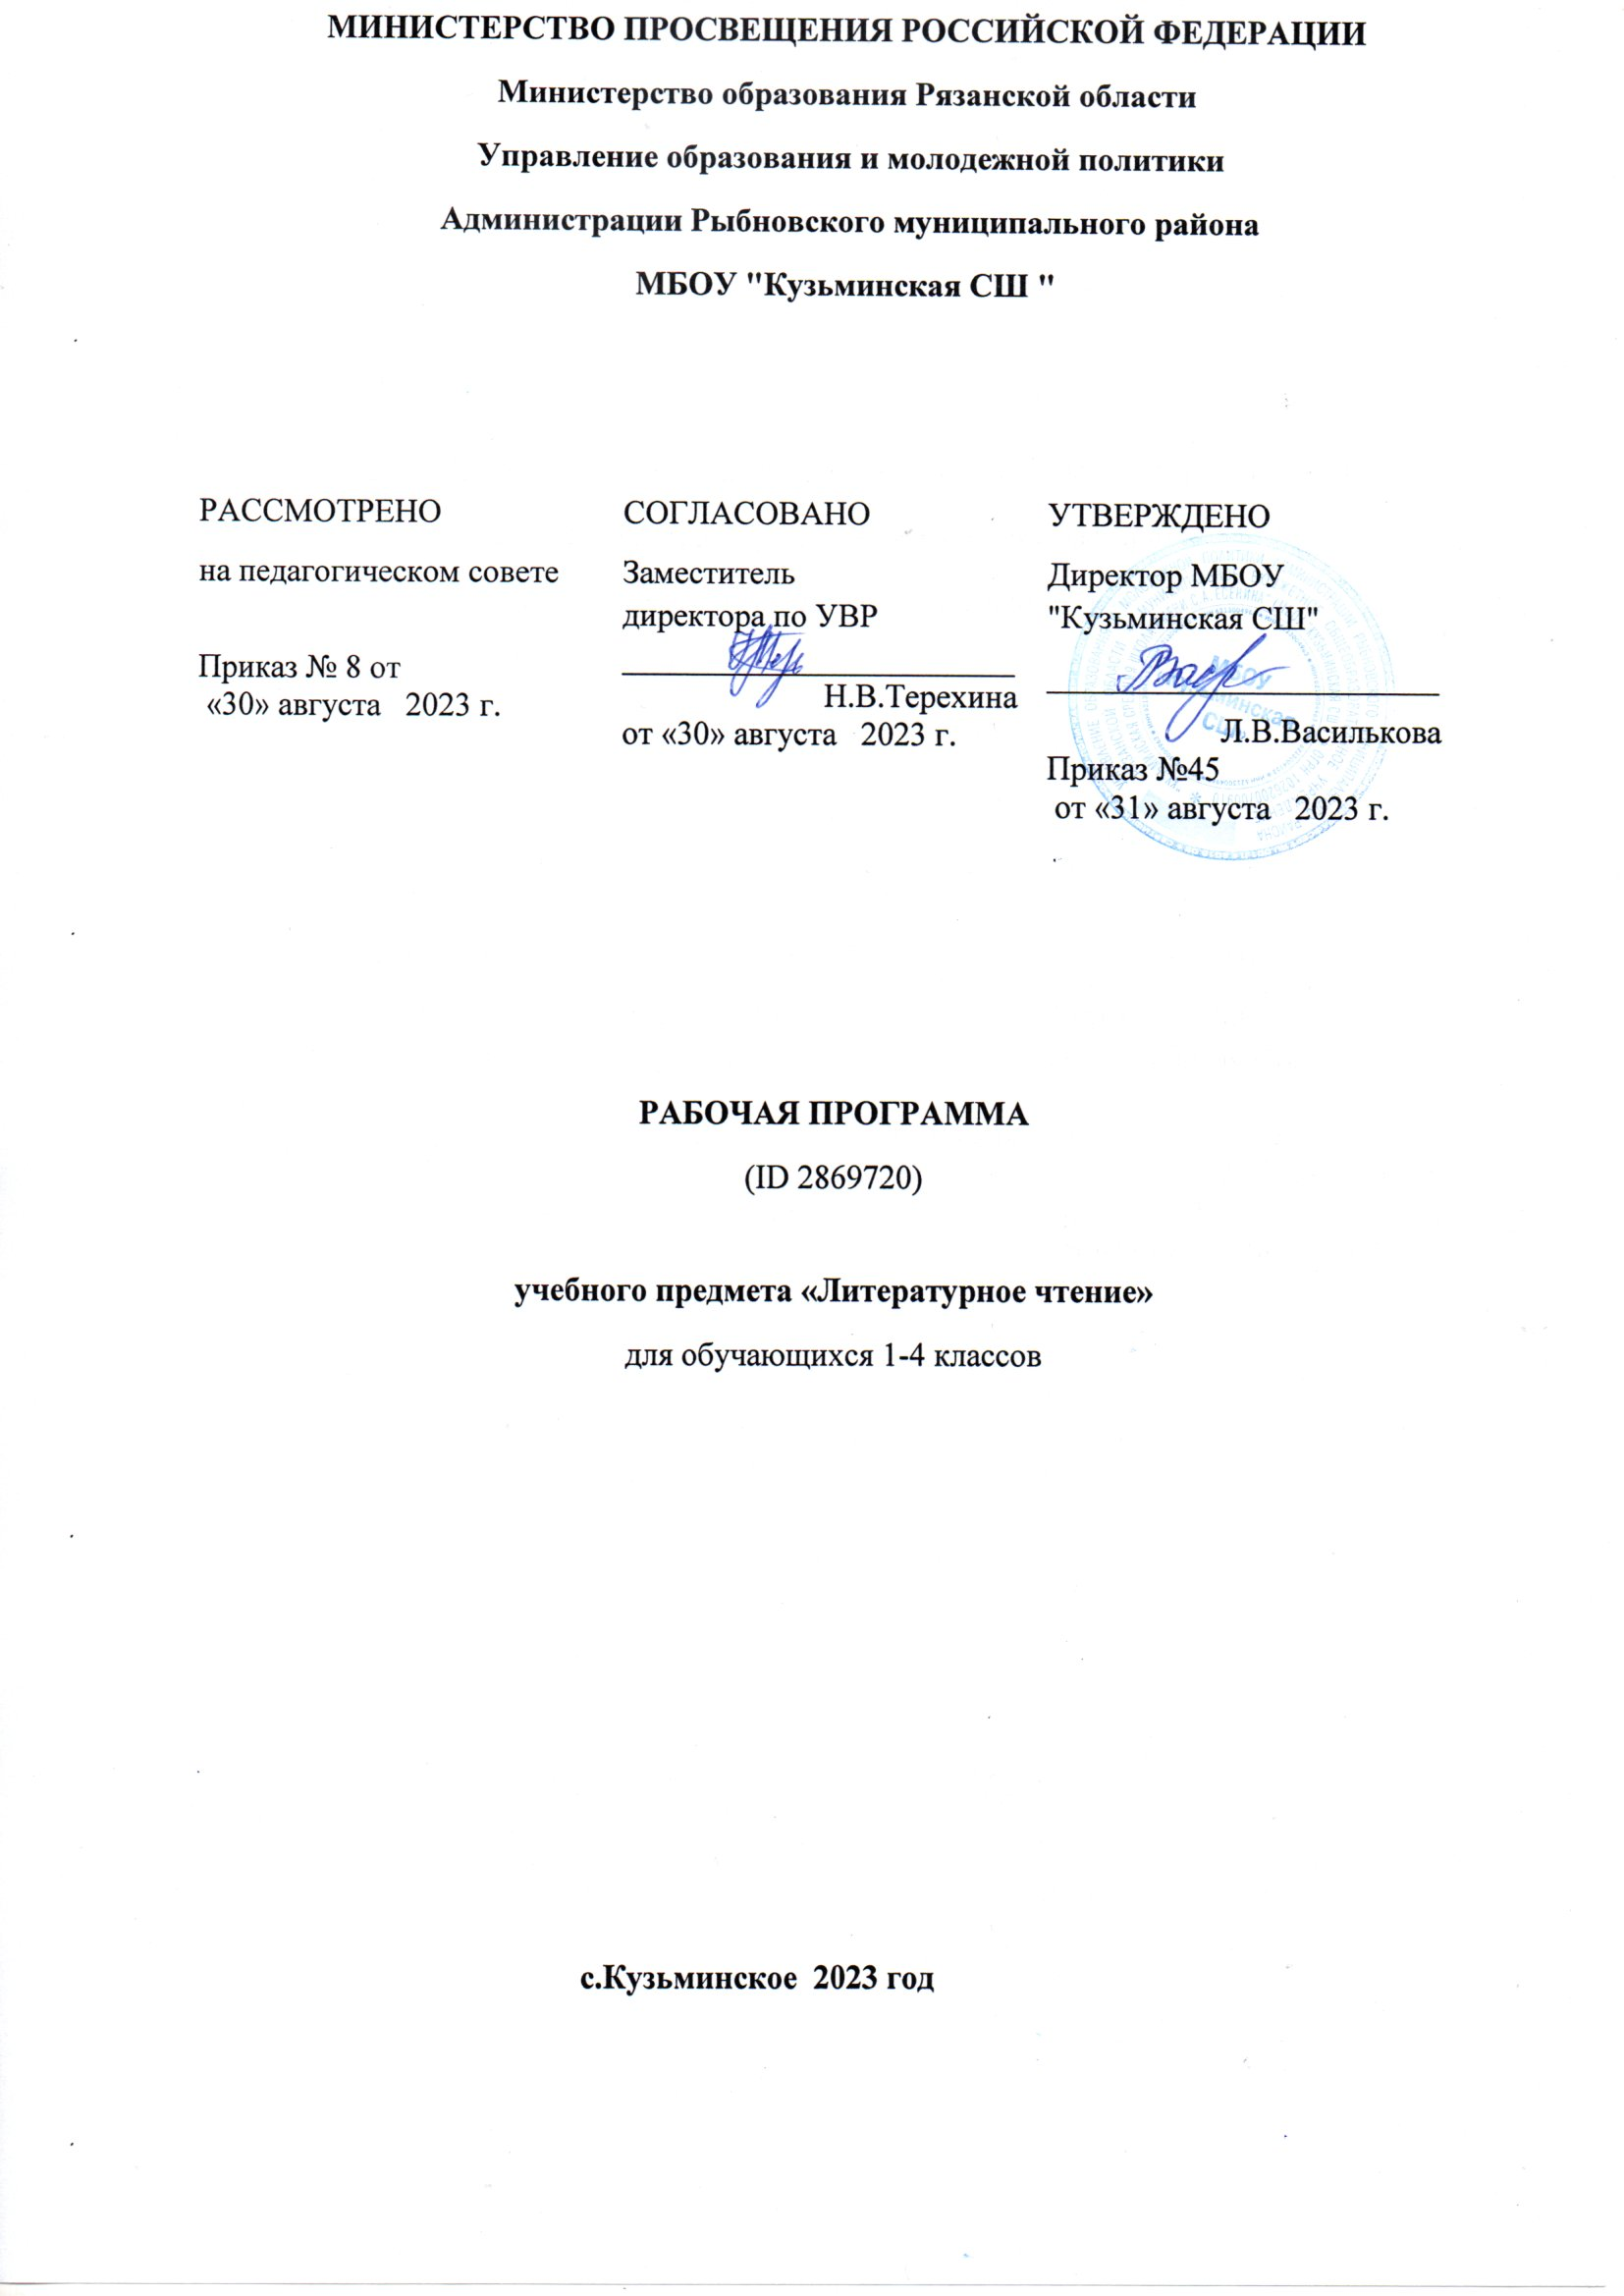 МИНИСТЕРСТВО ПРОСВЕЩЕНИЯ РОССИЙСКОЙ ФЕДЕРАЦИИ
Министерство образования Рязанской области
Управление образования и молодежной политики
Администрации Рыбновского муниципального района
МБОУ "Кузьминская СШ "
РАССМОТРЕНО
на педагогическом совете
Приказ № 8 от
«30» августа 2023 г.
СОГЛАСОВАНО
Заместитель
директора по УВР
Н.В.Терехина
от «30» августа 2023 г.
УТВЕРЖДЕНО
Директор МБОУ
"Кузьминская СШ"
Л.В.Василькова
Приказ №45
от «31» августа 2023 г.
РАБОЧАЯ ПРОГРАММА
(ID 2869720)
учебного предмета «Литературное чтение»
для обучающихся 1-4 классов
с.Кузьминское 2023 год